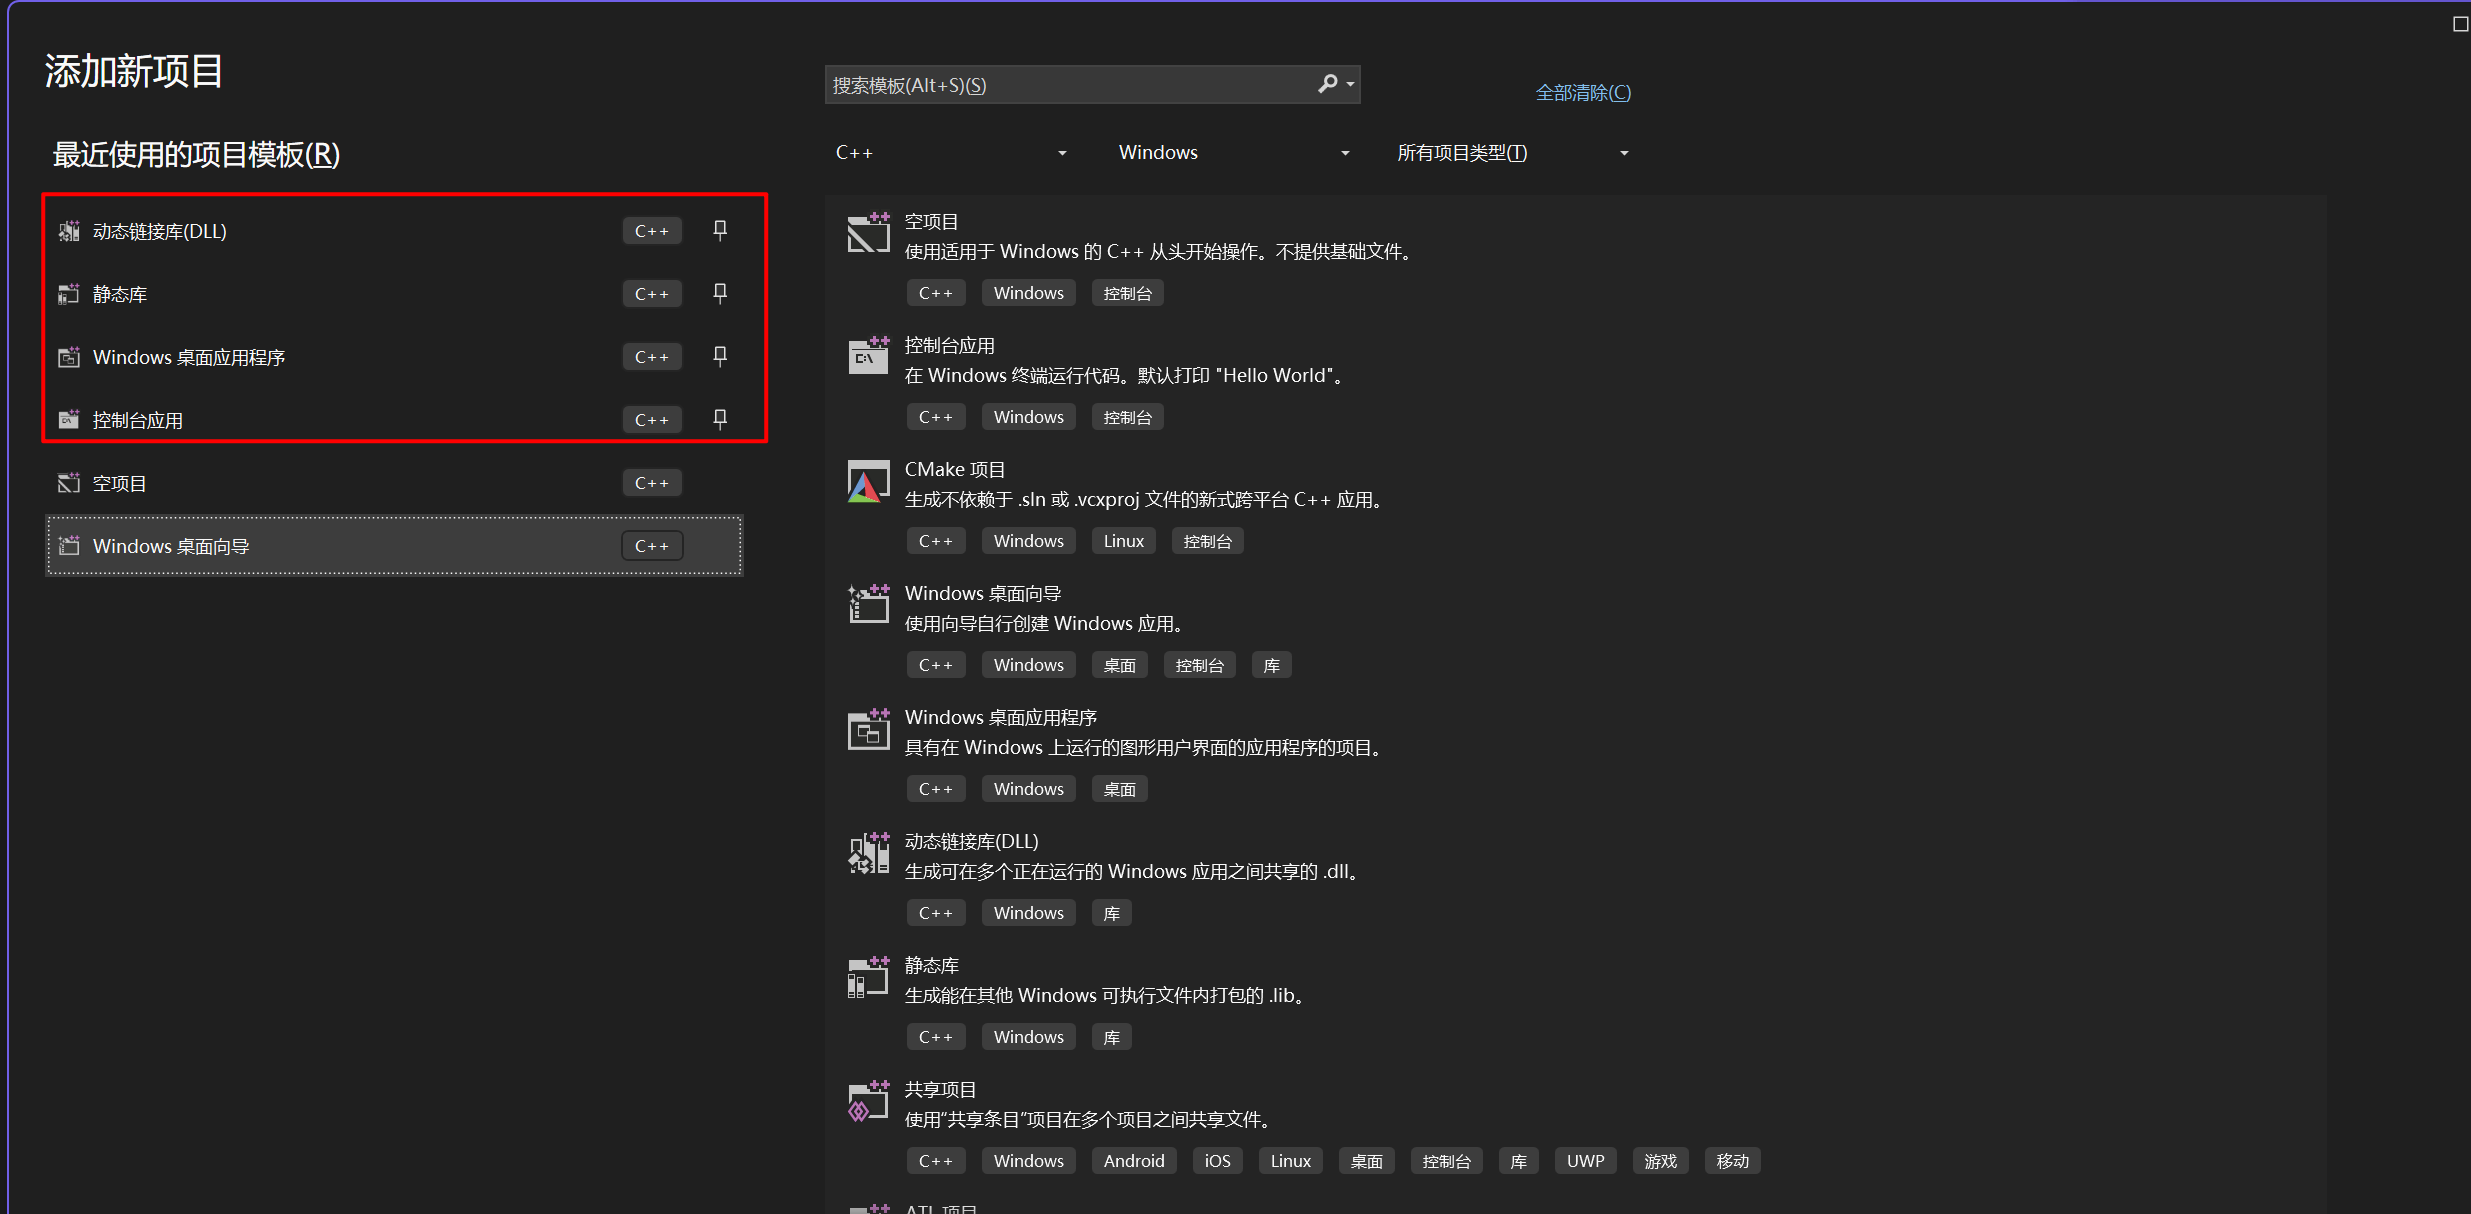 添加新项目
最近使用的项目模板(R)
动态链接库(DLL) C++
静态库 C++
Windows 桌面应用程序 C++
控制台应用 C++
空项目 C++
Windows 桌面向导 C++
搜索模板(Alt+S)(S)
全部清除(C)
C++ Windows 所有项目类型(T)
空项目
使用适用于 Windows 的 C++ 从头开始操作。不提供基础文件。
C++ Windows 控制台
控制台应用
在 Windows 终端运行代码。默认打印 "Hello World"。
C++ Windows 控制台
CMake 项目
生成不依赖于 .sln 或 .vcxproj 文件的新式跨平台 C++ 应用。
C++ Windows Linux 控制台
Windows 桌面向导
使用向导自行创建 Windows 应用。
C++ Windows 桌面 控制台 库
Windows 桌面应用程序
具有在 Windows 上运行的图形用户界面的应用程序的项目。
C++ Windows 桌面
动态链接库(DLL)
生成可在多个正在运行的 Windows 应用之间共享的 .dll。
C++ Windows 库
静态库
生成能在其他 Windows 可执行文件内打包的 .lib。
C++ Windows 库
共享项目
使用“共享条目”项目在多个项目之间共享文件。
C++ Windows Android iOS Linux 桌面 控制台 库 UWP 游戏 移动
ATL 项目